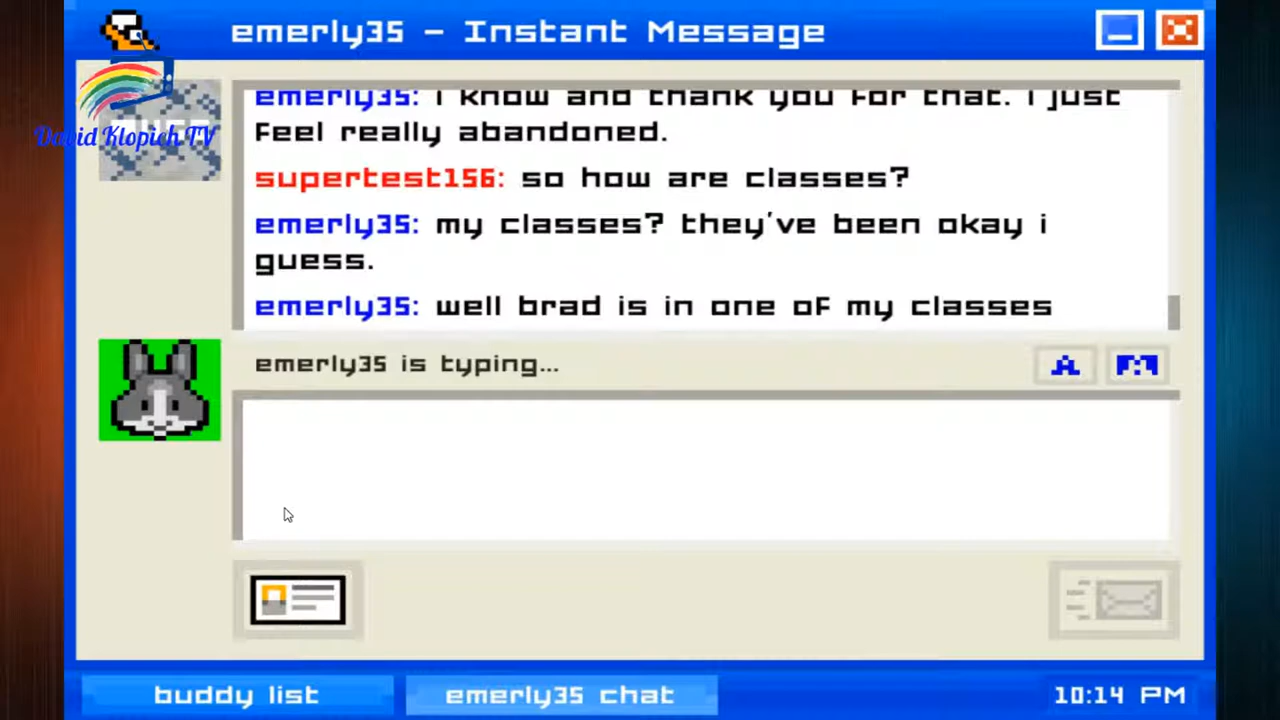 emerly35 - Instant Message
David Klopich TV
emerly35: i know and thank you for that. i just
feel really abandoned.
supertest156: so how are classes?
emerly35: my classes? they've been okay i
guess.
emerly35: well brad is in one of my classes
emerly35 is typing...
A
buddy list
emerly35 chat
10:14 PM